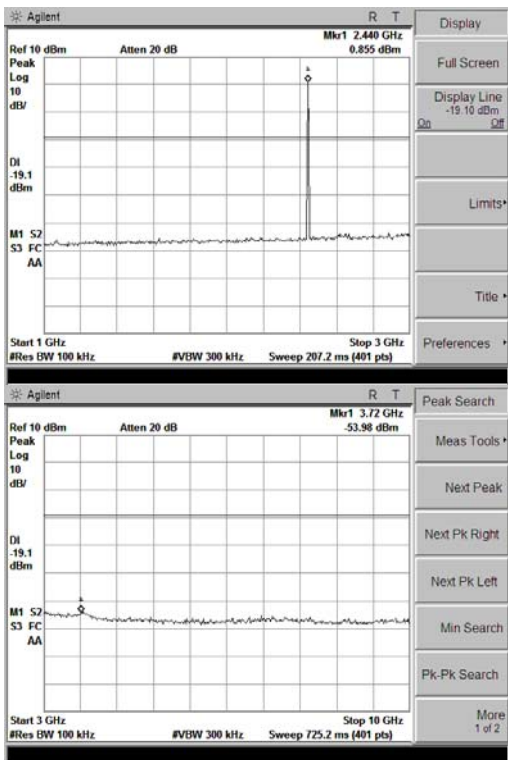 Agilent R T
Mkr1 2.440 GHz
Ref 10 dBm Atten 20 dB 0.855 dBm
Peak
Log
10
dB/
1
DI
-19.1
dBm
M1 S2
S3 FC
AA
Start 1 GHz Stop 3 GHz
#Res BW 100 kHz #VBW 300 kHz Sweep 207.2 ms (401 pts)
Display
Full Screen
Display Line
-19.10 dBm
On Off
Limits
Title
Preferences
Agilent R T
Mkr1 3.72 GHz
Ref 10 dBm Atten 20 dB -53.98 dBm
Peak
Log
10
dB/
1
DI
-19.1
dBm
M1 S2
S3 FC
AA
Start 3 GHz Stop 10 GHz
#Res BW 100 kHz #VBW 300 kHz Sweep 725.2 ms (401 pts)
Peak Search
Meas Tools
Next Peak
Next Pk Right
Next Pk Left
Min Search
Pk-Pk Search
More
1 of 2